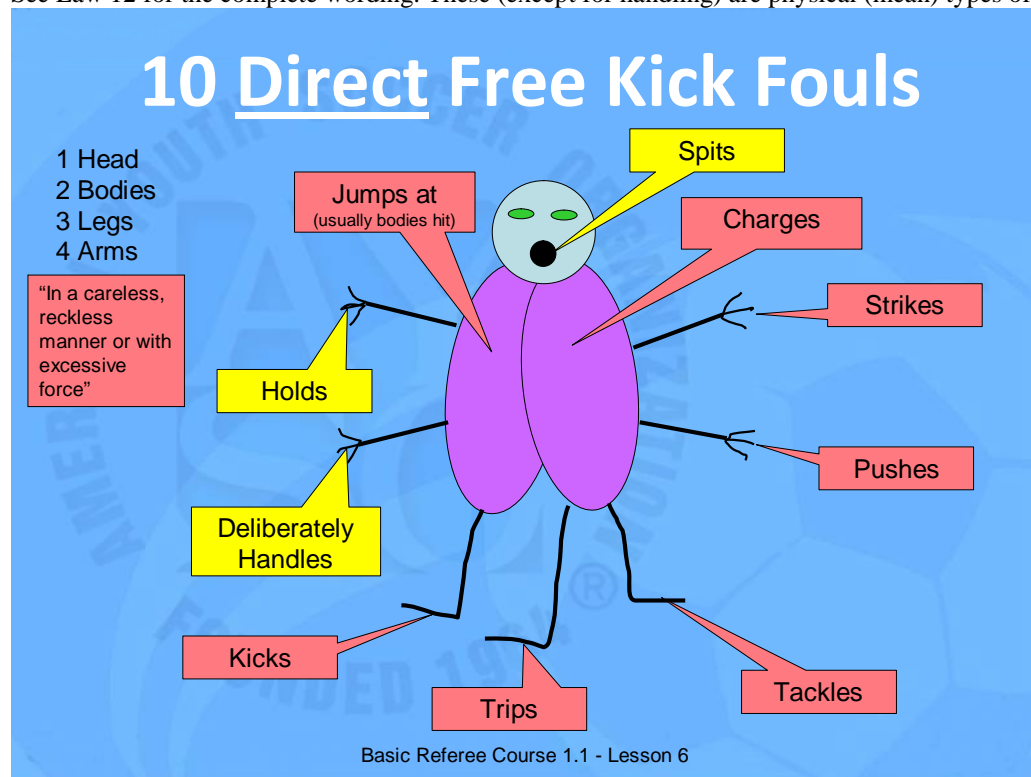 See Law 12 for the complete wording. These (except for handling) are physical (mean) types of
10 Direct Free Kick Fouls
1 Head
2 Bodies
3 Legs
4 Arms
“In a careless,
reckless
manner or with
excessive
force”
Jumps at
(usually bodies hit)
Spits
Charges
Strikes
Holds
Pushes
Deliberately
Handles
Kicks
Trips
Tackles
Basic Referee Course 1.1 - Lesson 6
FOUNDED 1964
®